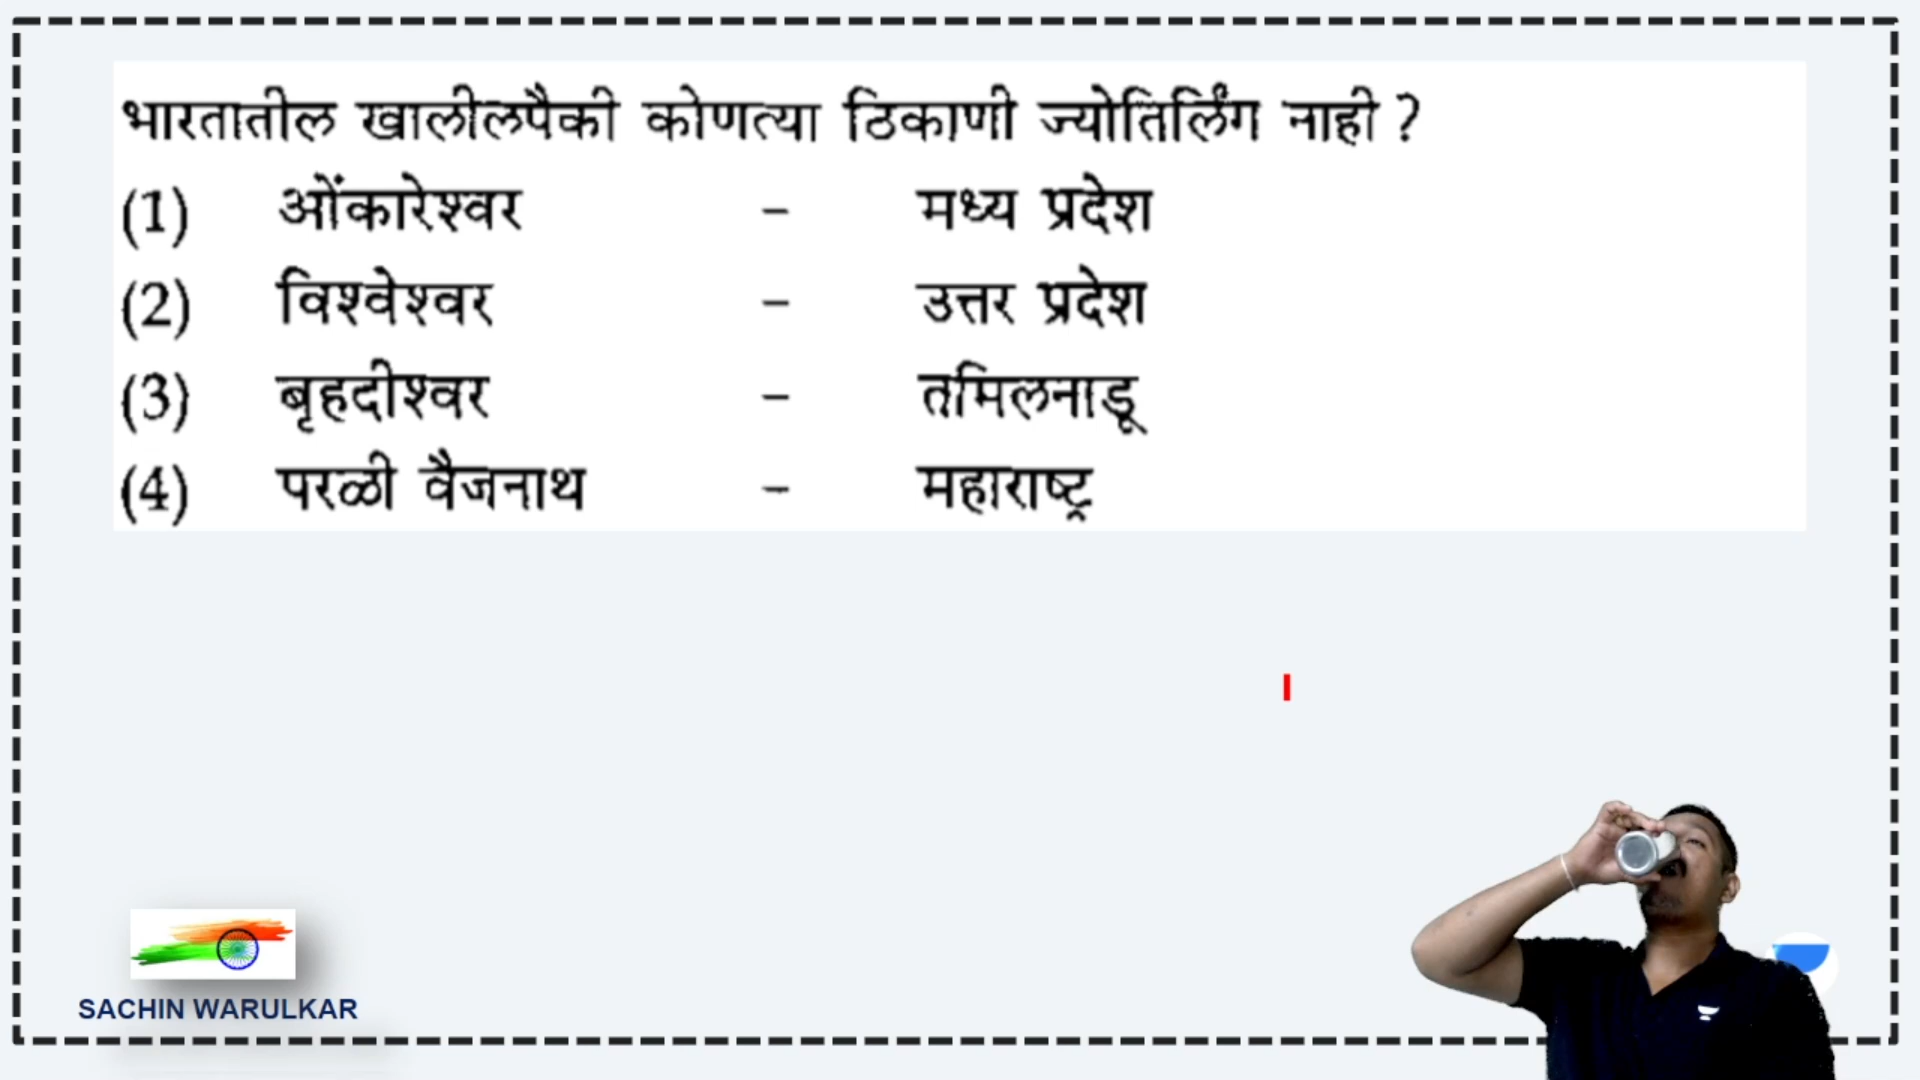 भारतातील खालीलपैकी कोणत्या ठिकाणी ज्योतिर्लिंग नाही ?
(1) ओंकारेश्वर – मध्य प्रदेश
(2) विश्वेश्वर – उत्तर प्रदेश
(3) बृहदीश्वर – तमिलनाडू
(4) परळी वैजनाथ – महाराष्ट्र
SACHIN WARULKAR